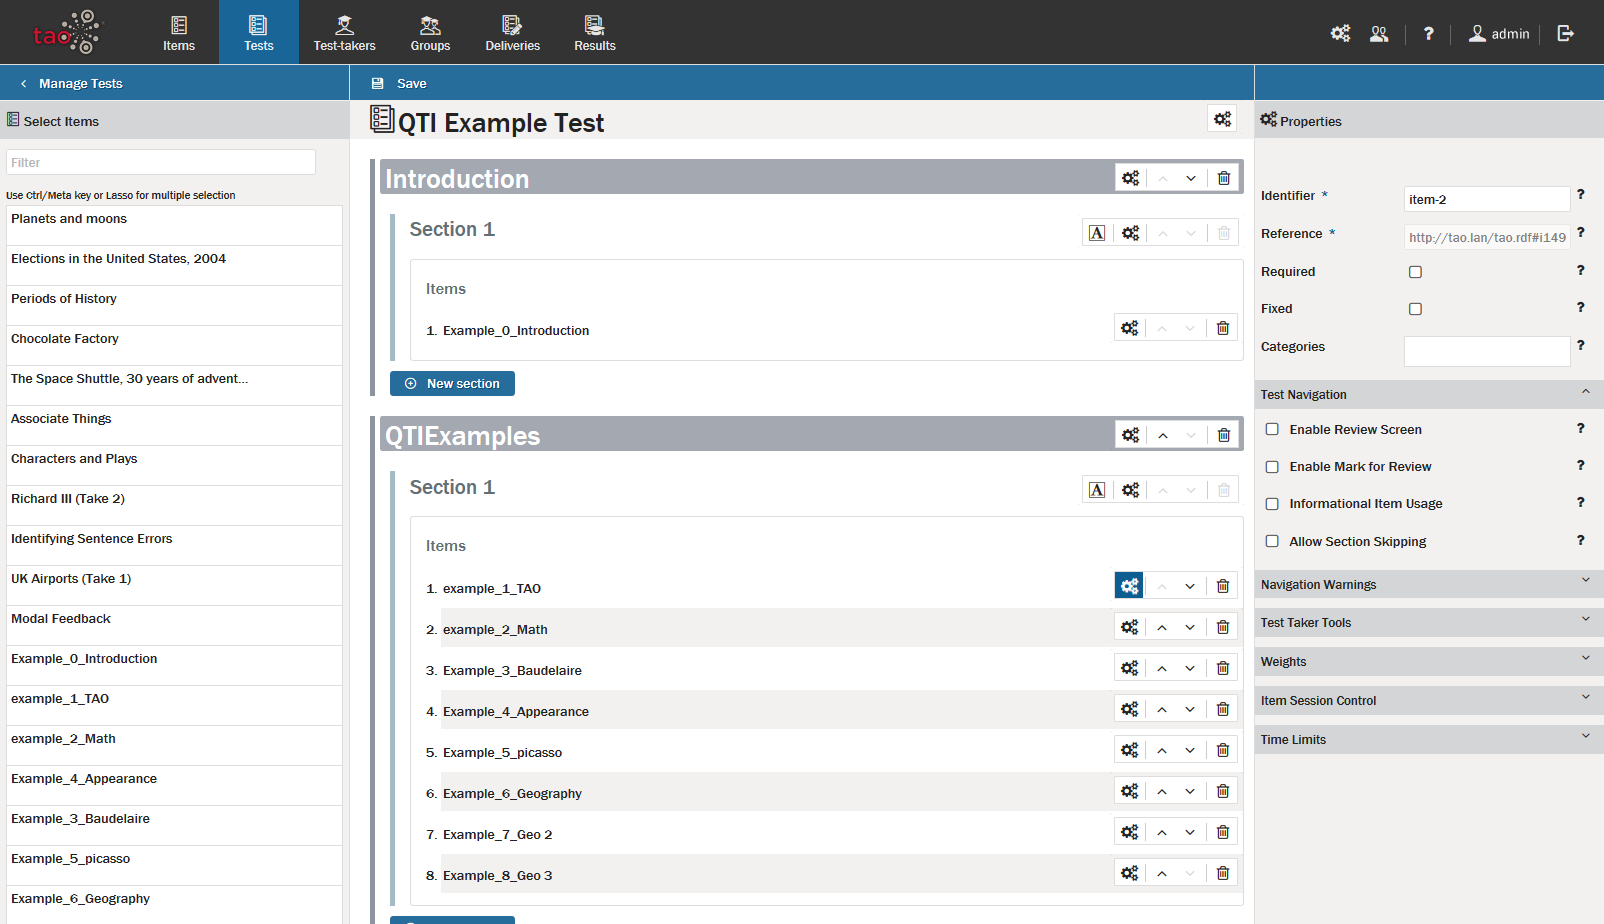 tao
Items
Tests
Test-takers
Groups
Deliveries
Results
?
admin
Manage Tests
Save
Select Items
QTI Example Test
Properties
Filter
Use Ctrl/Meta key or Lasso for multiple selection
Planets and moons
Elections in the United States, 2004
Periods of History
Chocolate Factory
The Space Shuttle, 30 years of advent...
Associate Things
Characters and Plays
Richard III (Take 2)
Identifying Sentence Errors
UK Airports (Take 1)
Modal Feedback
Example_0_Introduction
example_1_TAO
example_2_Math
Example_4_Appearance
Example_3_Baudelaire
Example_5_picasso
Example_6_Geography
Introduction
Section 1
A
Items
1. Example_0_Introduction
New section
QTIExamples
Section 1
A
Items
1. example_1_TAO
2. example_2_Math
3. Example_3_Baudelaire
4. Example_4_Appearance
5. Example_5_picasso
6. Example_6_Geography
7. Example_7_Geo 2
8. Example_8_Geo 3
Identifier * item-2 ?
Reference * http://tao.lan/tao.rdf#i149 ?
Required ?
Fixed ?
Categories ?
Test Navigation
Enable Review Screen ?
Enable Mark for Review ?
Informational Item Usage ?
Allow Section Skipping ?
Navigation Warnings
Test Taker Tools
Weights
Item Session Control
Time Limits